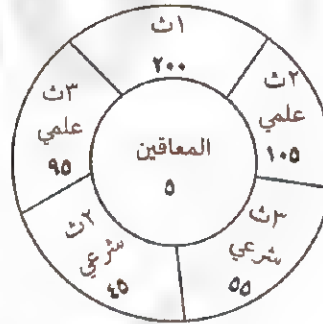 ١ث
٢٠٠
٢ث
علمي
١٠٥
٣ث
شرعي
٥٥
٢ث
شرعي
٤٥
٣ث
علمي
٩٥
المعاقين
٥